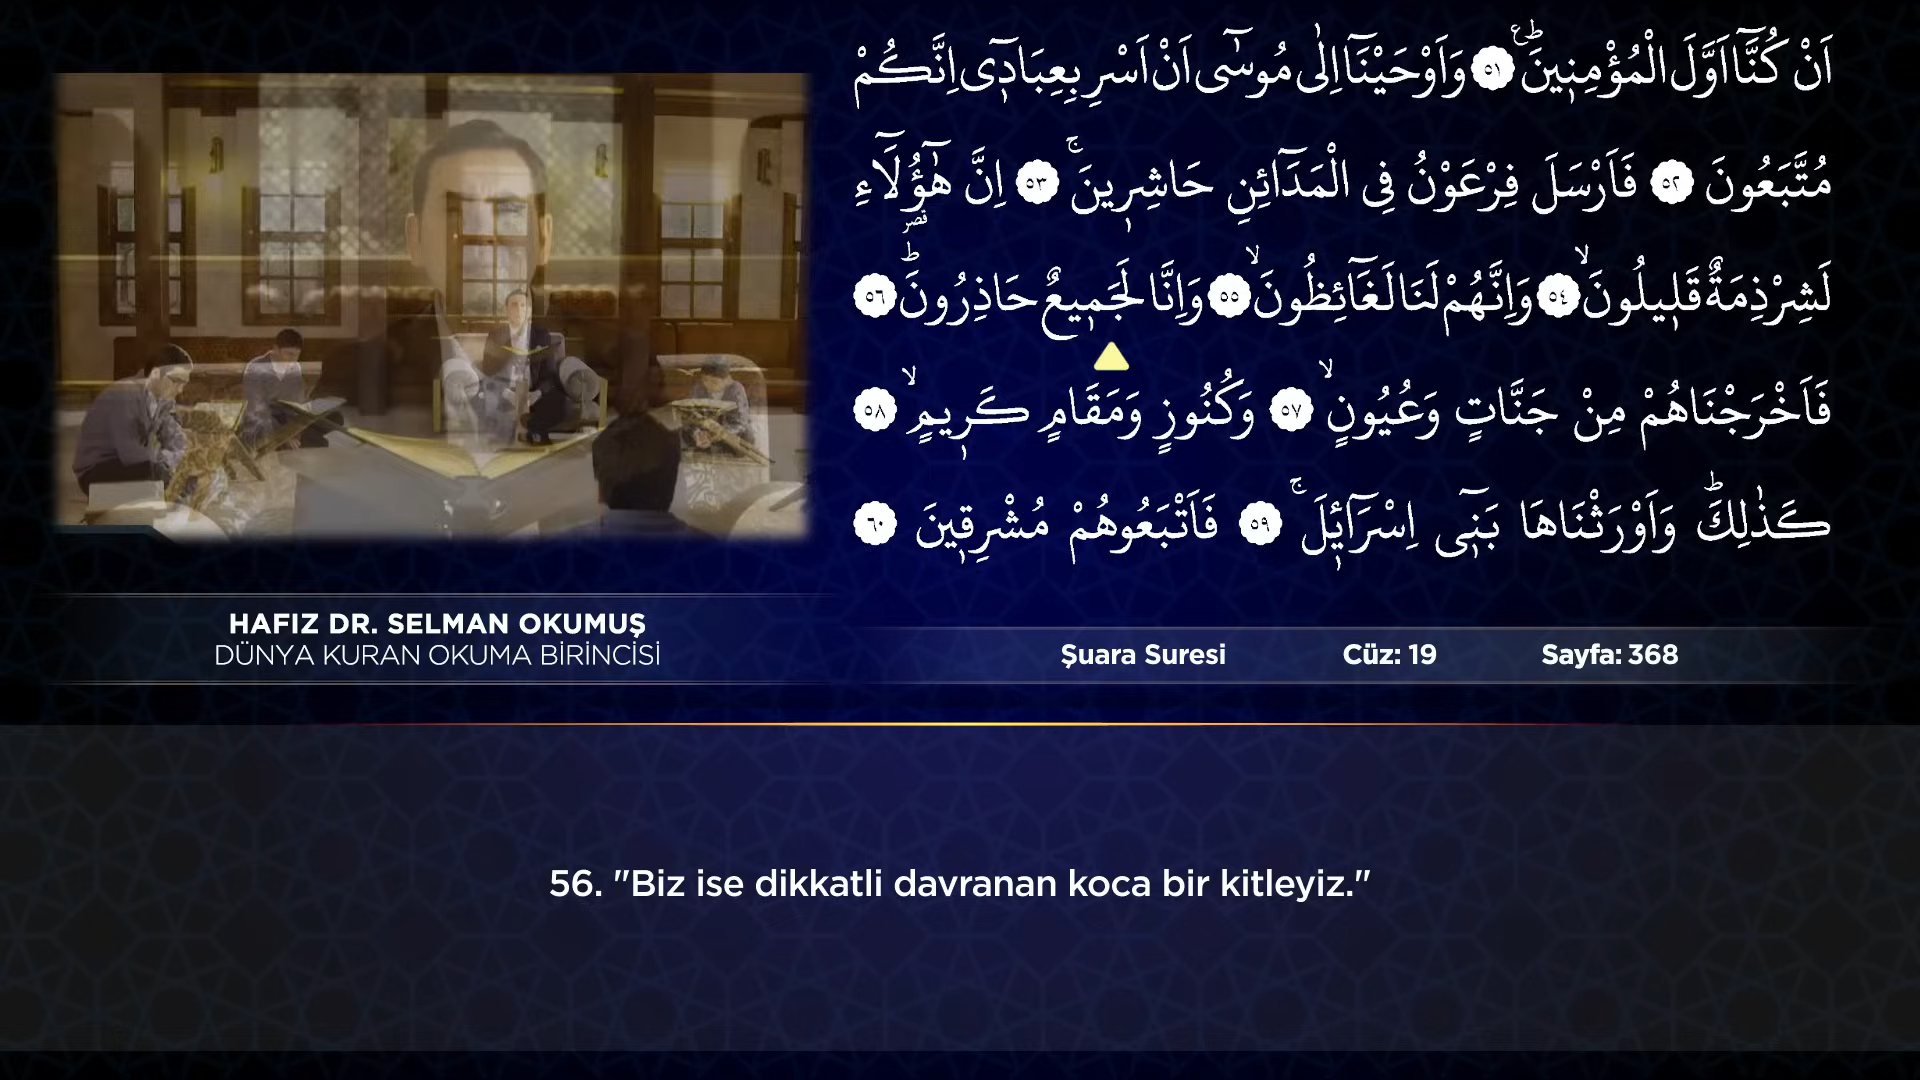 اَنْ كُنَّٓا اَوَّلَ الْمُؤْمِن۪ينَۜ ﴿٥١﴾ وَاَوْحَيْنَٓا اِلٰى مُوسٰٓى اَنْ اَسْرِ بِعِبَاد۪ٓي اِنَّكُمْ
مُتَّبَعُونَ ﴿٥٢﴾ فَاَرْسَلَ فِرْعَوْنُ فِي الْمَدَٓائِنِ حَاشِر۪ينَۚ ﴿٥٣﴾ اِنَّ هٰٓؤُ۬لَٓاءِ
لَشِرْذِمَةٌ قَل۪يلُونَۙ ﴿٥٤﴾ وَاِنَّهُمْ لَنَا لَغَٓائِظُونَۙ ﴿٥٥﴾ وَاِنَّا لَجَم۪يعٌ حَاذِرُونَۜ ﴿٥٦﴾
فَاَخْرَجْنَاهُمْ مِنْ جَنَّاتٍ وَعُيُونٍۙ ﴿٥٧﴾ وَكُنُوزٍ وَمَقَامٍ كَر۪يمٍۙ ﴿٥٨﴾
كَذٰلِكَۜ وَاَوْرَثْنَاهَا بَن۪ٓي اِسْرَٓائ۪لَۚ ﴿٥٩﴾ فَاَتْبَعُوهُمْ مُشْرِق۪ينَ ﴿٦٠﴾
HAFIZ DR. SELMAN OKUMUŞ
DÜNYA KURAN OKUMA BİRİNCİSİ
Şuara Suresi Cüz: 19 Sayfa: 368
56. "Biz ise dikkatli davranan koca bir kitleyiz."